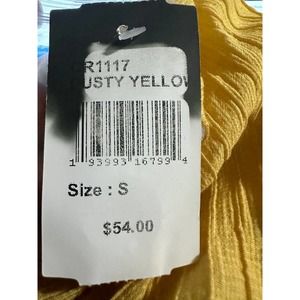 R1117
USTY YELLOW
1 93993 16799 4
Size : S
$54.00